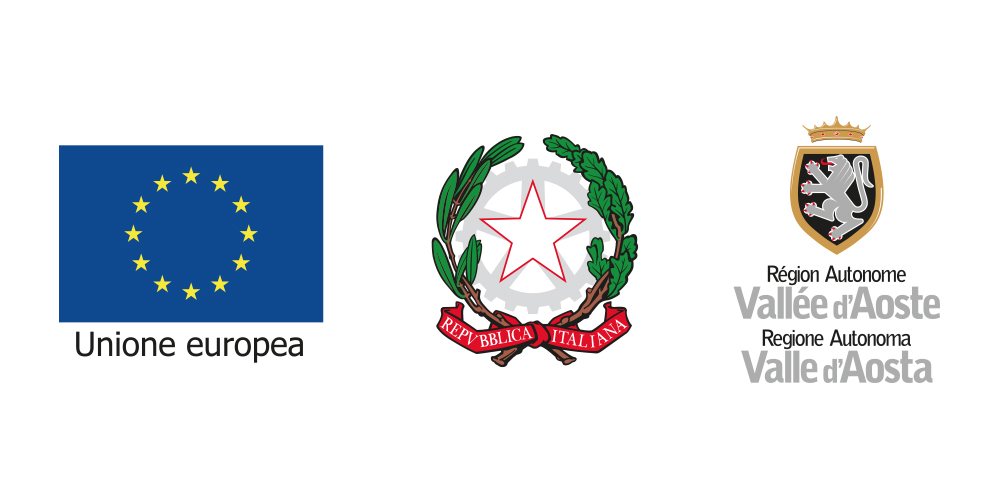 Unione europea
REPVBBLICA ITALIANA
Région Autonome
Vallée d'Aoste
Regione Autonoma
Valle d'Aosta